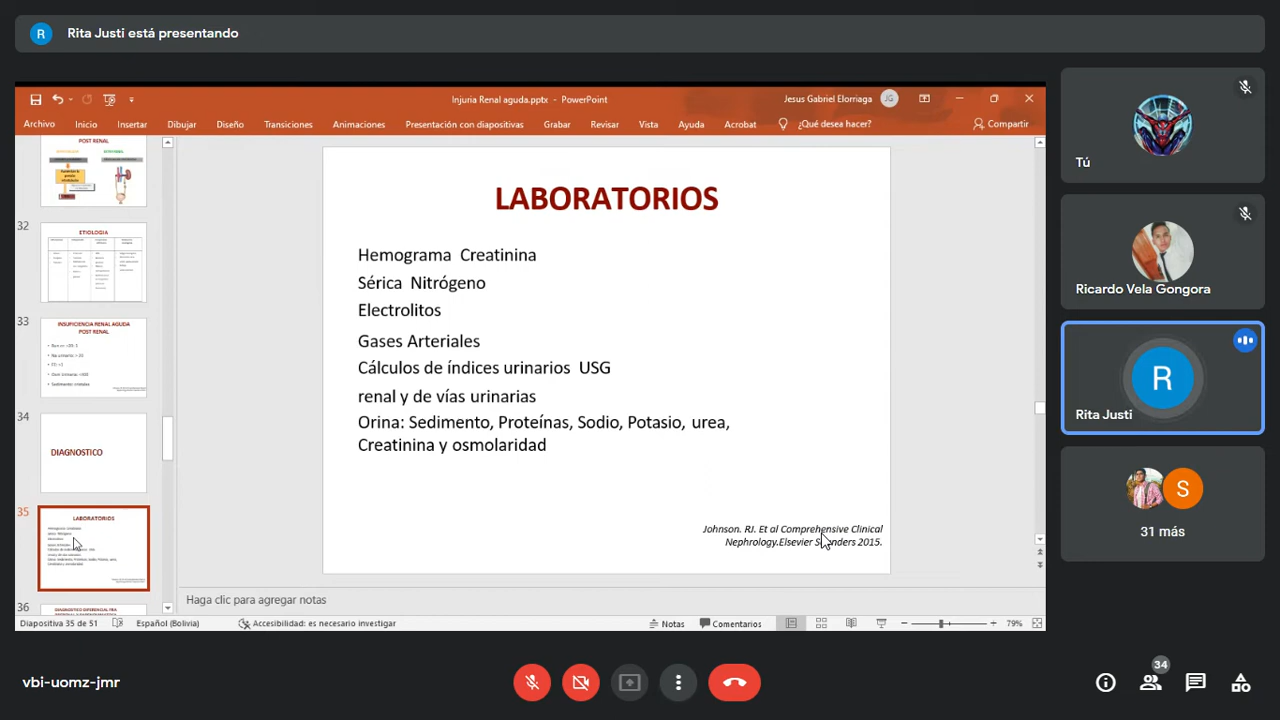 R Rita Justi está presentando
Injuria Renal aguda.pptx - PowerPoint
Jesus Gabriel Elorriaga JG
Archivo Inicio Insertar Dibujar Diseño Transiciones Animaciones Presentación con diapositivas Grabar Revisar Vista Ayuda Acrobat ¿Qué desea hacer? Compartir
POST RENAL
32
ETIOLOGIA
33
INSUFICIENCIA RENAL AGUDA
POST RENAL
34
DIAGNOSTICO
35
LABORATORIOS
36
LABORATORIOS
Hemograma Creatinina
Sérica Nitrógeno
Electrolitos
Gases Arteriales
Cálculos de índices urinarios USG
renal y de vías urinarias
Orina: Sedimento, Proteínas, Sodio, Potasio, urea,
Creatinina y osmolaridad
Johnson. RJ. Et al Comprehensive Clinical
Nephrology.Elsevier Saunders 2015.
Haga clic para agregar notas
Diapositiva 35 de 51 Español (Bolivia) Accesibilidad: es necesario investigar Notas Comentarios 79%
Tú
Ricardo Vela Gongora
R
Rita Justi
S
31 más
vbi-uomz-jmr
34